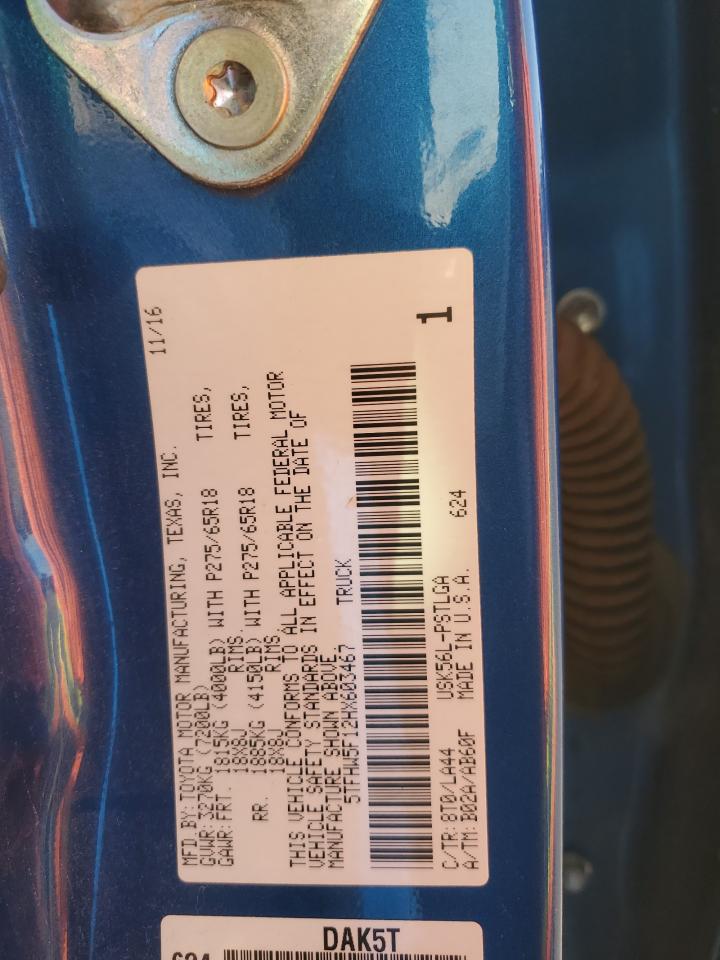 MFD BY: TOYOTA MOTOR MANUFACTURING, TEXAS, INC. 11/16
GVWR: 3270KG (7200LB)
GAWR: FRT. 1815KG (4000LB) WITH P275/65R18 TIRES,
18X8J RIMS.
RR. 1885KG (4150LB) WITH P275/65R18 TIRES,
18X8J RIMS.
THIS VEHICLE CONFORMS TO ALL APPLICABLE FEDERAL MOTOR
VEHICLE SAFETY STANDARDS IN EFFECT ON THE DATE OF
MANUFACTURE SHOWN ABOVE.
5TFHW5F12HX603467 TRUCK
1
C/TR: 8T0/LA44 USK56L-PSTLGA 624
A/TM: B02A/AB60F MADE IN U.S.A.
DAK5T